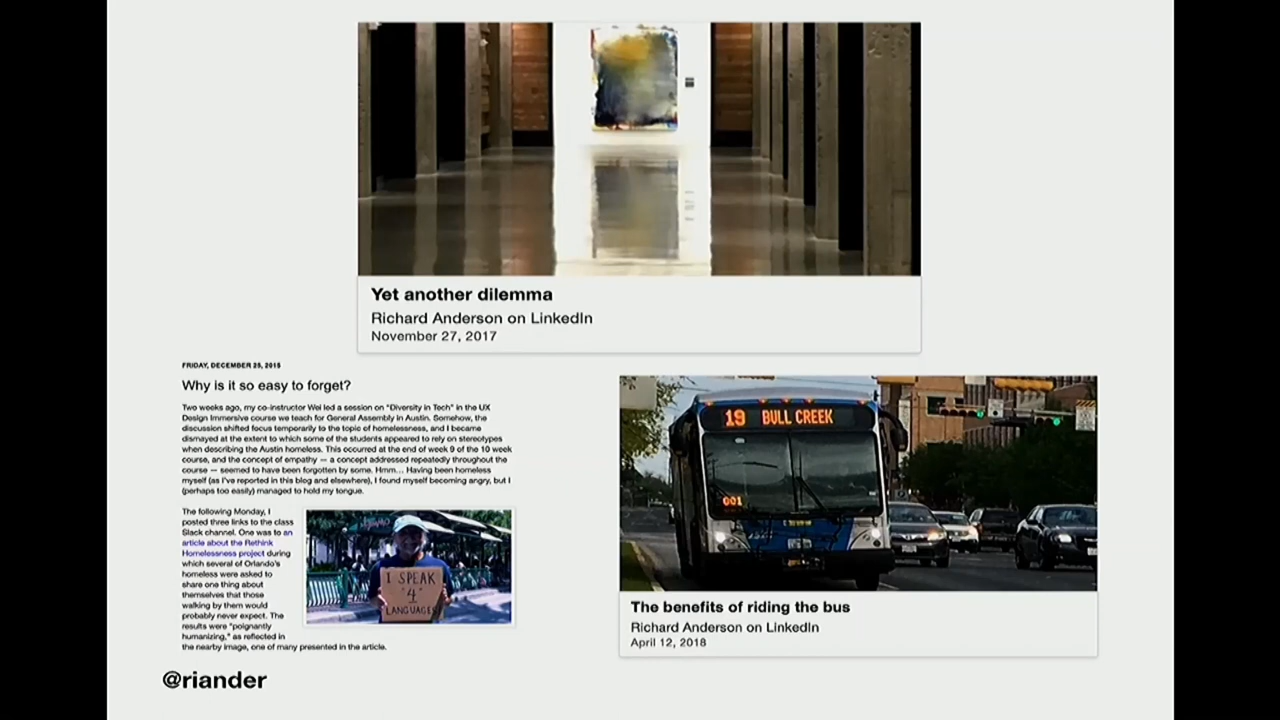 Yet another dilemma
Richard Anderson on LinkedIn
November 27, 2017
FRIDAY, DECEMBER 25, 2015
Why is it so easy to forget?
Two weeks ago, my co-instructor Wei led a session on "Diversity in Tech" in the UX
Design Immersive course we teach for General Assembly in Austin. Somehow, the
discussion shifted focus temporarily to the topic of homelessness, and I became
dismayed at the extent to which some of the students appeared to rely on stereotypes
when describing the Austin homeless. This occurred at the end of week 9 of the 10 week
course, and the concept of empathy — a concept addressed repeatedly throughout the
course — seemed to have been forgotten by some. Hmm... Having been homeless
myself (as I've reported in this blog and elsewhere), I found myself becoming angry, but I
(perhaps too easily) managed to hold my tongue.
The following Monday, I
posted three links to the class
Slack channel. One was to an
article about the Rethink
Homelessness project during
which several of Orlando's
homeless were asked to
share one thing about
themselves that those
walking by them would
probably never expect. The
results were "poignantly
humanizing," as reflected in
the nearby image, one of many presented in the article.
I SPEAK
"4"
LANGUAGES
19 BULL CREEK
001
The benefits of riding the bus
Richard Anderson on LinkedIn
April 12, 2018
@riander